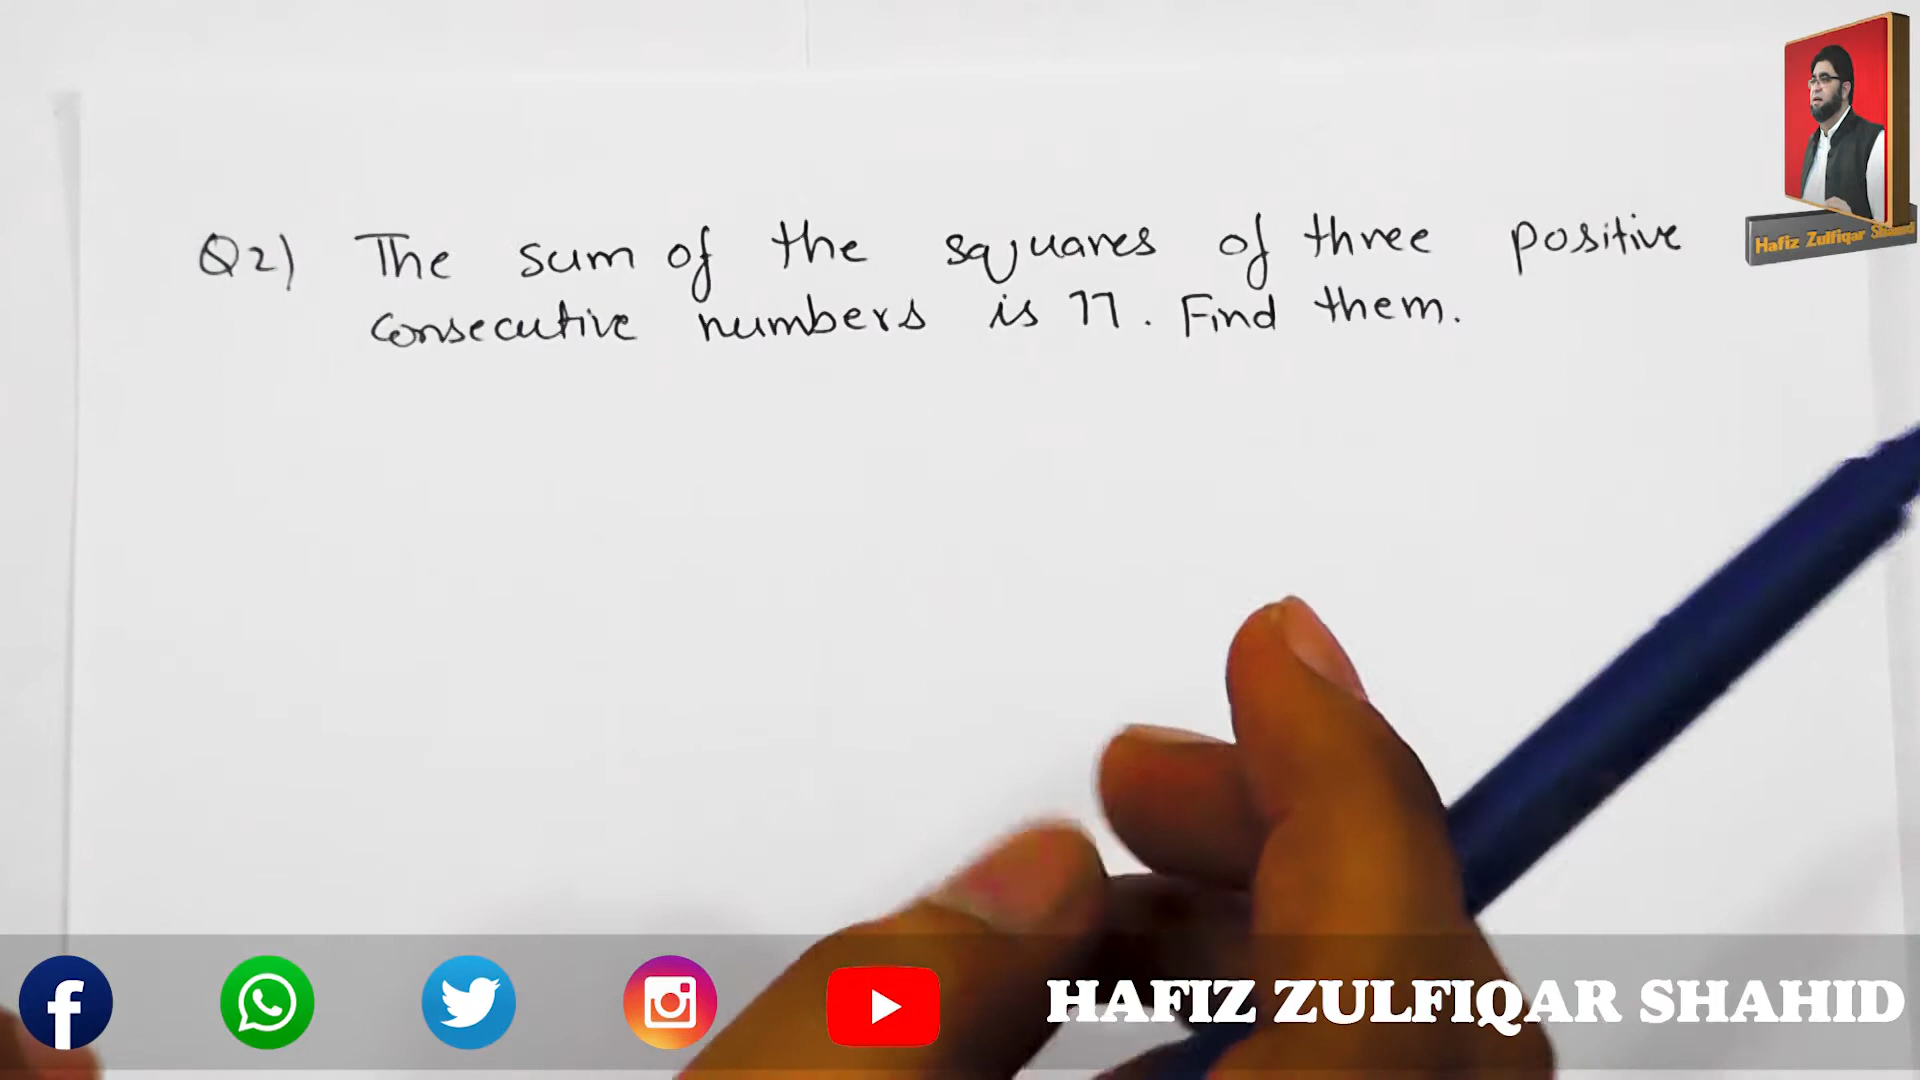 Q2) The sum of the squares of three positive
consecutive numbers is 77. Find them.
Hafiz Zulfiqar Shahid
HAFIZ ZULFIQAR SHAHID